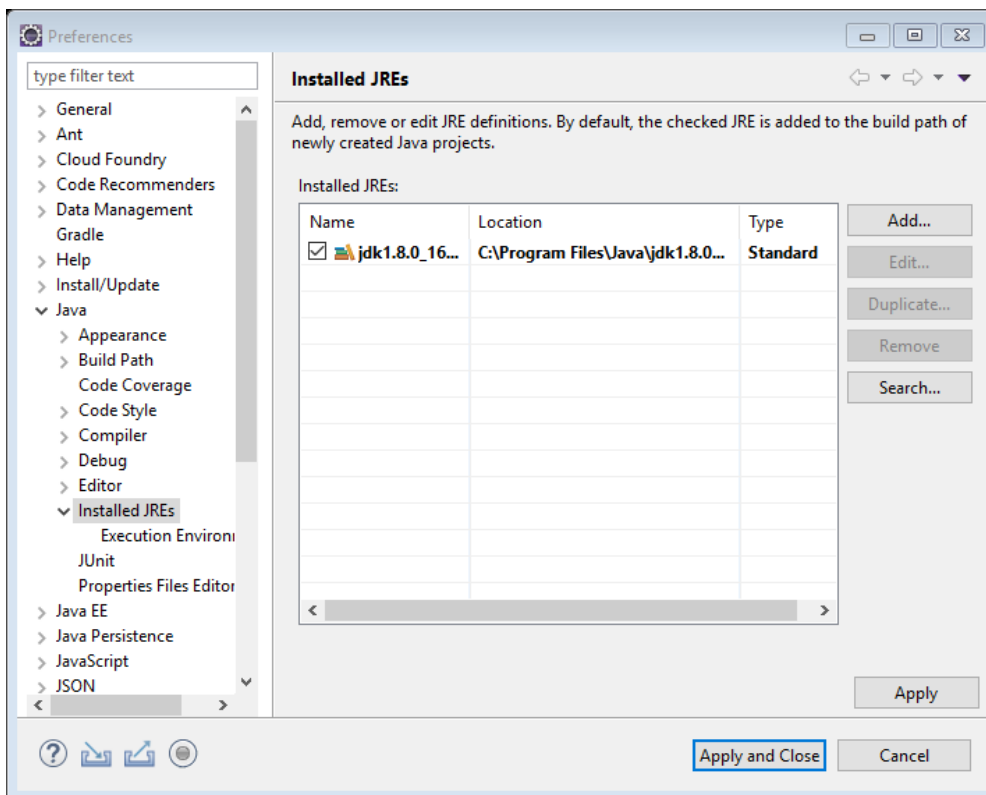 Preferences
type filter text
General
Ant
Cloud Foundry
Code Recommenders
Data Management
Gradle
Help
Install/Update
Java
Appearance
Build Path
Code Coverage
Code Style
Compiler
Debug
Editor
Installed JREs
Execution Environ
JUnit
Properties Files Editor
Java EE
Java Persistence
JavaScript
JSON
Installed JREs
Add, remove or edit JRE definitions. By default, the checked JRE is added to the build path of
newly created Java projects.
Installed JREs:
Name Location Type
jdk1.8.0_16... C:\Program Files\Java\jdk1.8.0... Standard
Add...
Edit...
Duplicate...
Remove
Search...
Apply
Apply and Close Cancel